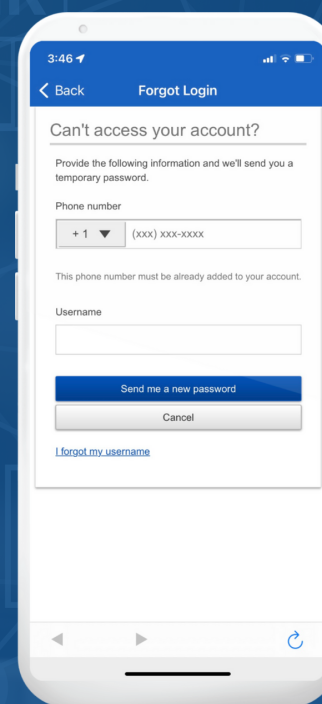 3:46
Back Forgot Login
Can't access your account?
Provide the following information and we'll send you a
temporary password.
Phone number
+ 1 (xxx) xxx-xxxx
This phone number must be already added to your account.
Username
Send me a new password
Cancel
I forgot my username